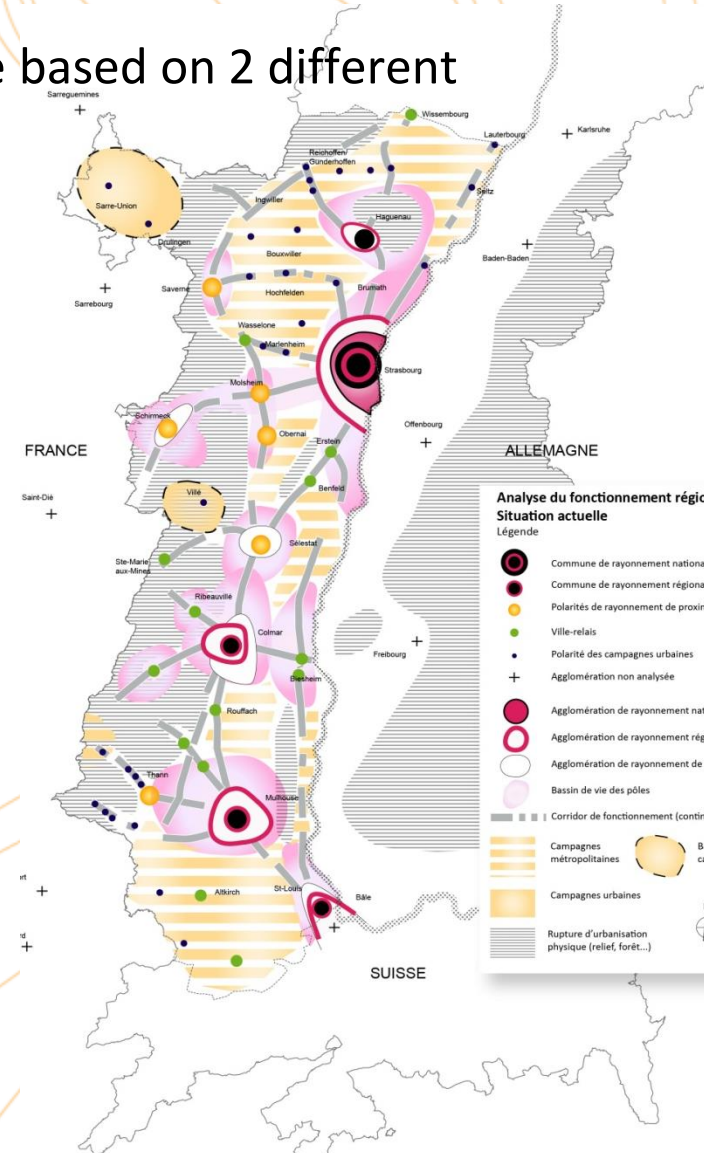 e based on 2 different
Sarreguemines
Wissembourg
Lauterbourg
Karlsruhe
Reichoffen/
Gunderhoffen
Seltz
Sarre-Union
Ingwiller
Haguenau
Drulingen
Bouxwiller
Baden-Baden
Saverne
Hochfelden
Brumath
Sarrebourg
Wasselone
Marlenheim
Strasbourg
Molsheim
Schirmeck
Obernai
Offenbourg
Erstein
FRANCE
ALLEMAGNE
Benfeld
Saint-Dié
Villé
Sélestat
Ste-Marie
aux-Mines
Ribeauvillé
Colmar
Freibourg
Biesheim
Rouffach
Thann
Mulhouse
Altkirch
St-Louis
Bâle
rt
rd
SUISSE
Analyse du fonctionnement régio
Situation actuelle
Légende
Commune de rayonnement national
Commune de rayonnement régional
Polarités de rayonnement de proxim
Ville-relais
Polarité des campagnes urbaines
Agglomération non analysée
Agglomération de rayonnement nat
Agglomération de rayonnement rég
Agglomération de rayonnement de
Bassin de vie des pôles
Corridor de fonctionnement (contin
Campagnes
métropolitaines
B
ca
Campagnes urbaines
Rupture d'urbanisation
physique (relief, forêt...)